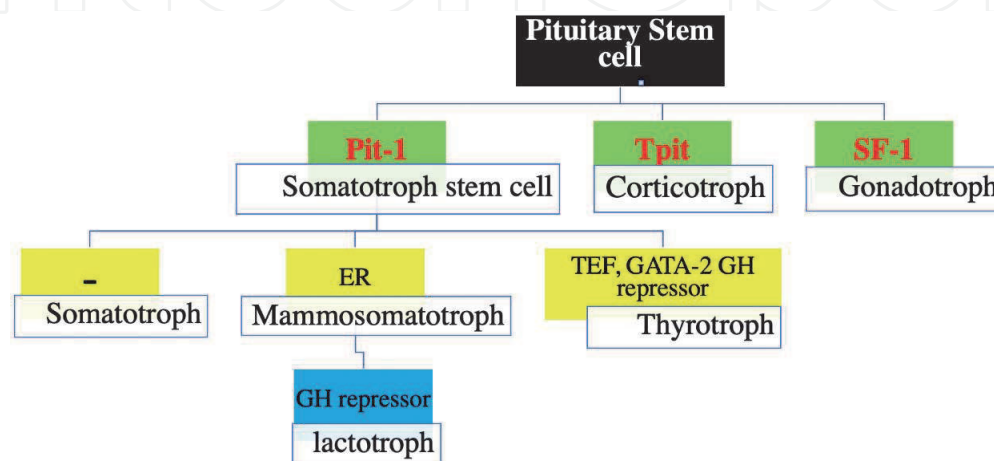 Pituitary Stem
cell
Pit-1
Somatotroph stem cell
Tpit
Corticotroph
SF-1
Gonadotroph
-
Somatotroph
ER
Mammosomatotroph
TEF, GATA-2 GH
repressor
Thyrotroph
GH repressor
lactotroph